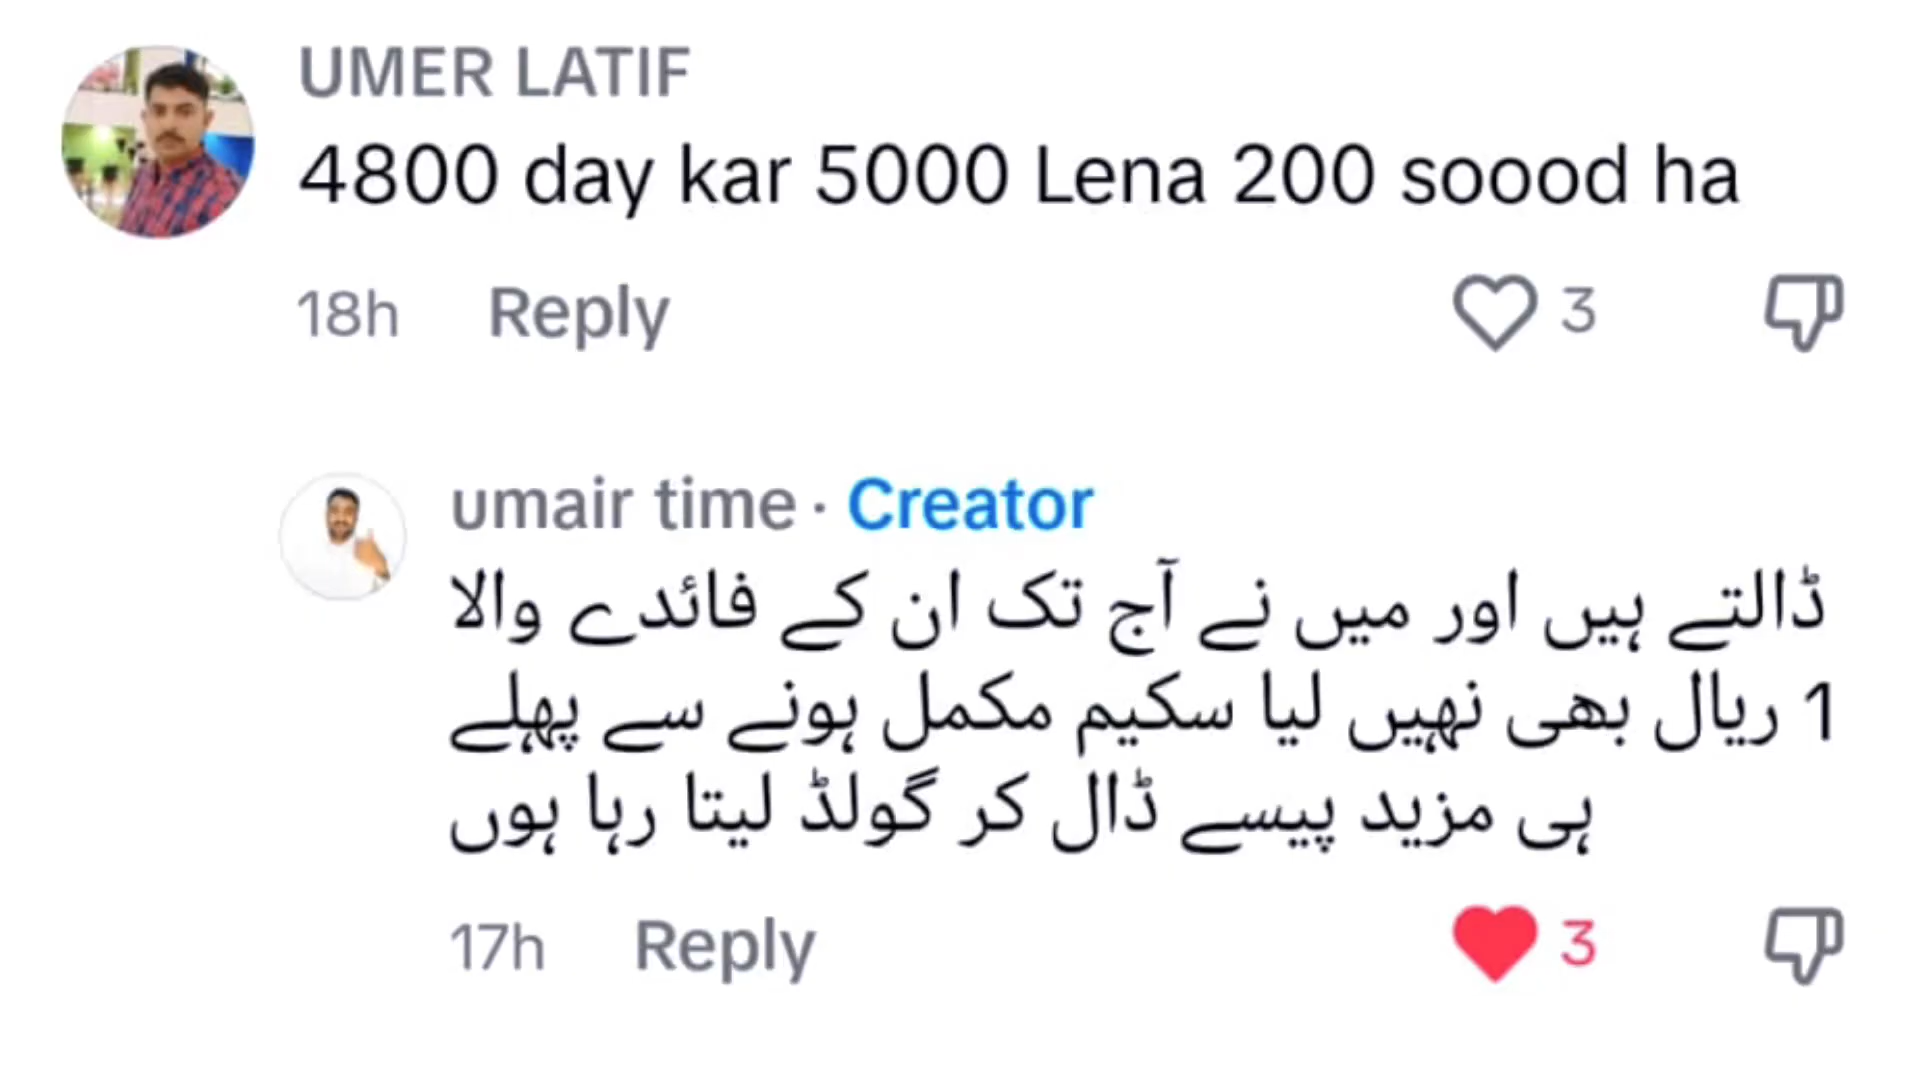 UMER LATIF
4800 day kar 5000 Lena 200 soood ha
18h Reply 3
umair time · Creator
ڈالتے ہیں اور میں نے آج تک ان کے فائدے والا
1 ریال بھی نہیں لیا سکیم مکمل ہونے سے پہلے
ہی مزید پیسے ڈال کر گولڈ لیتا رہا ہوں
17h Reply 3